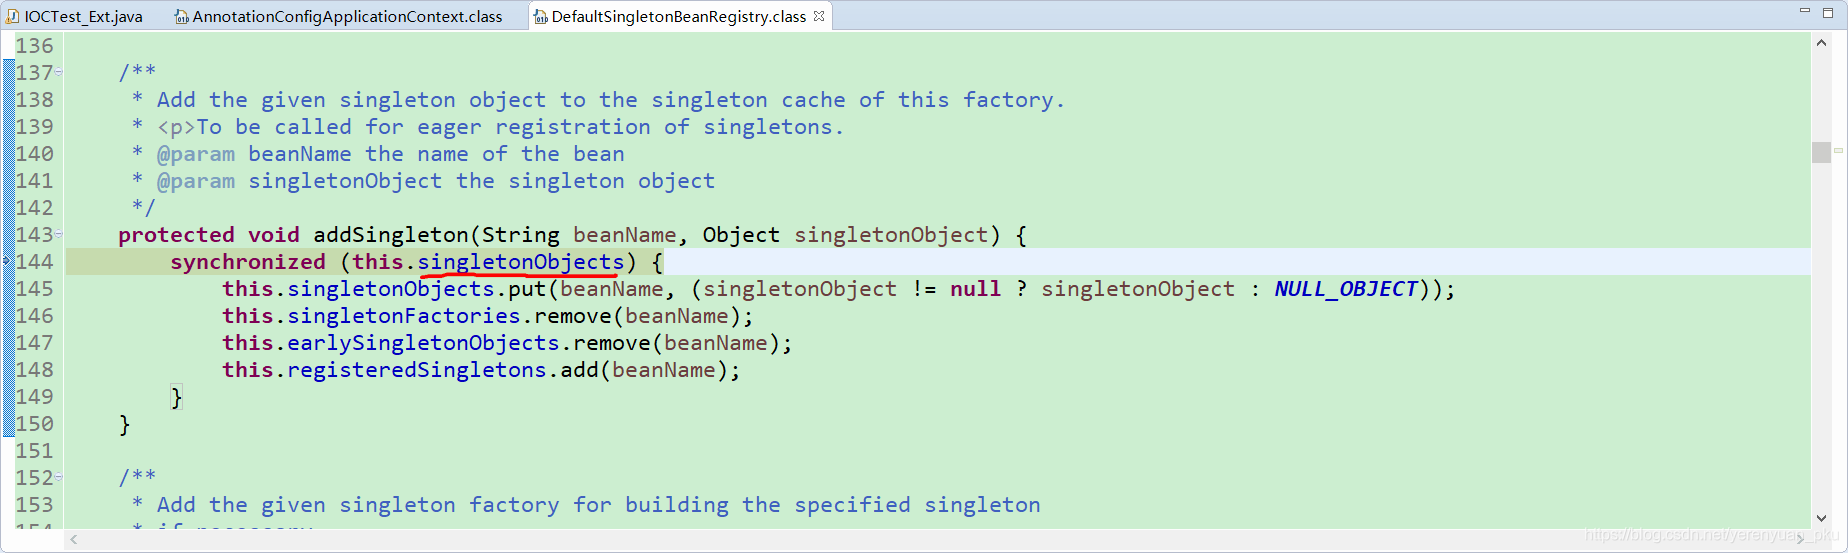 IOCTest_Ext.java AnnotationConfigApplicationContext.class DefaultSingletonBeanRegistry.class
136
137 /**
138 * Add the given singleton object to the singleton cache of this factory.
139 * <p>To be called for eager registration of singletons.
140 * @param beanName the name of the bean
141 * @param singletonObject the singleton object
142 */
143 protected void addSingleton(String beanName, Object singletonObject) {
144 synchronized (this.singletonObjects) {
145 this.singletonObjects.put(beanName, (singletonObject != null ? singletonObject : NULL_OBJECT));
146 this.singletonFactories.remove(beanName);
147 this.earlySingletonObjects.remove(beanName);
148 this.registeredSingletons.add(beanName);
149 }
150 }
151
152 /**
153 * Add the given singleton factory for building the specified singleton
154 * if necessary
https://blog.csdn.net/yerenyuan_pku